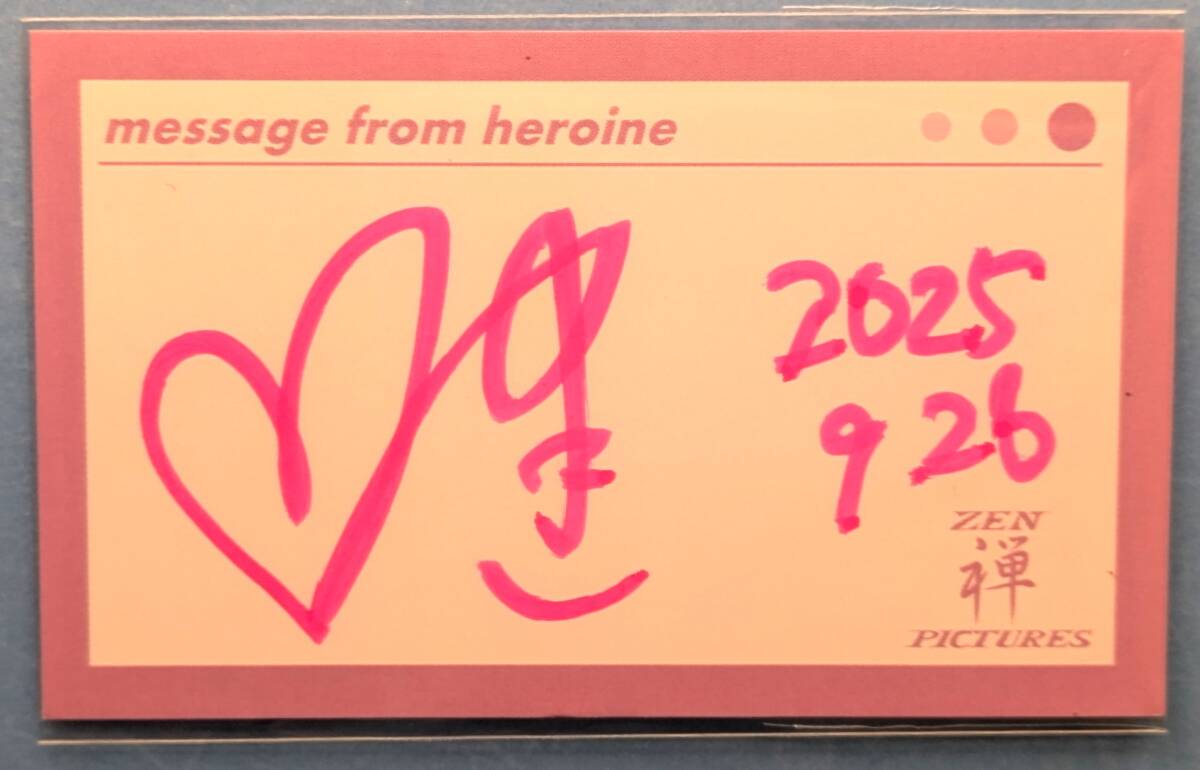 message from heroine
2025
9 26
ZEN
禅
PICTURES